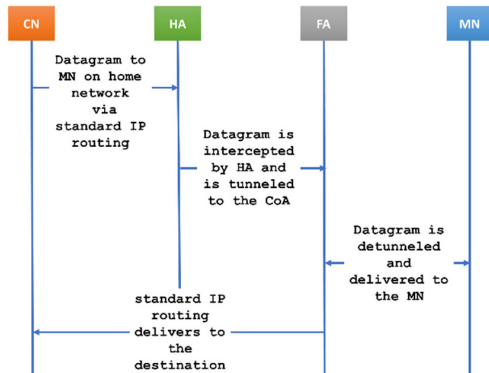 CN
HA
FA
MN
Datagram to
MN on home
network
via
standard IP
routing
Datagram is
intercepted
by HA and
is tunneled
to the CoA
Datagram is
detunneled
and
delivered to
the MN
standard IP
routing
delivers to
the
destination